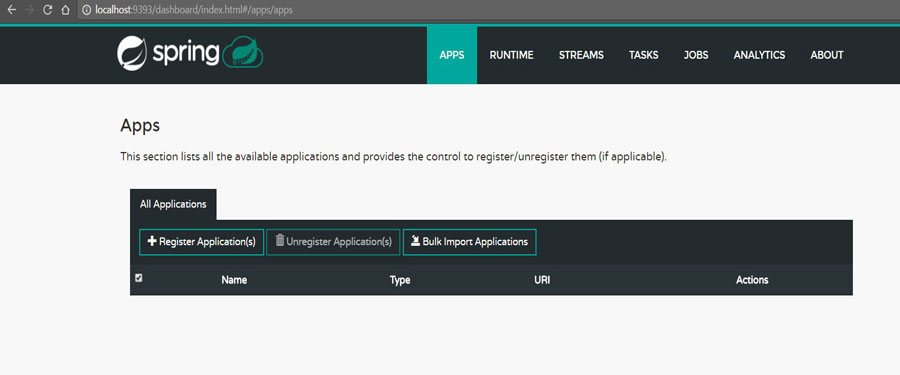 localhost:9393/dashboard/index.html#/apps/apps
spring APPS RUNTIME STREAMS TASKS JOBS ANALYTICS ABOUT
Apps
This section lists all the available applications and provides the control to register/unregister them (if applicable).
All Applications
Register Application(s) Unregister Application(s) Bulk Import Applications
Name Type URI Actions